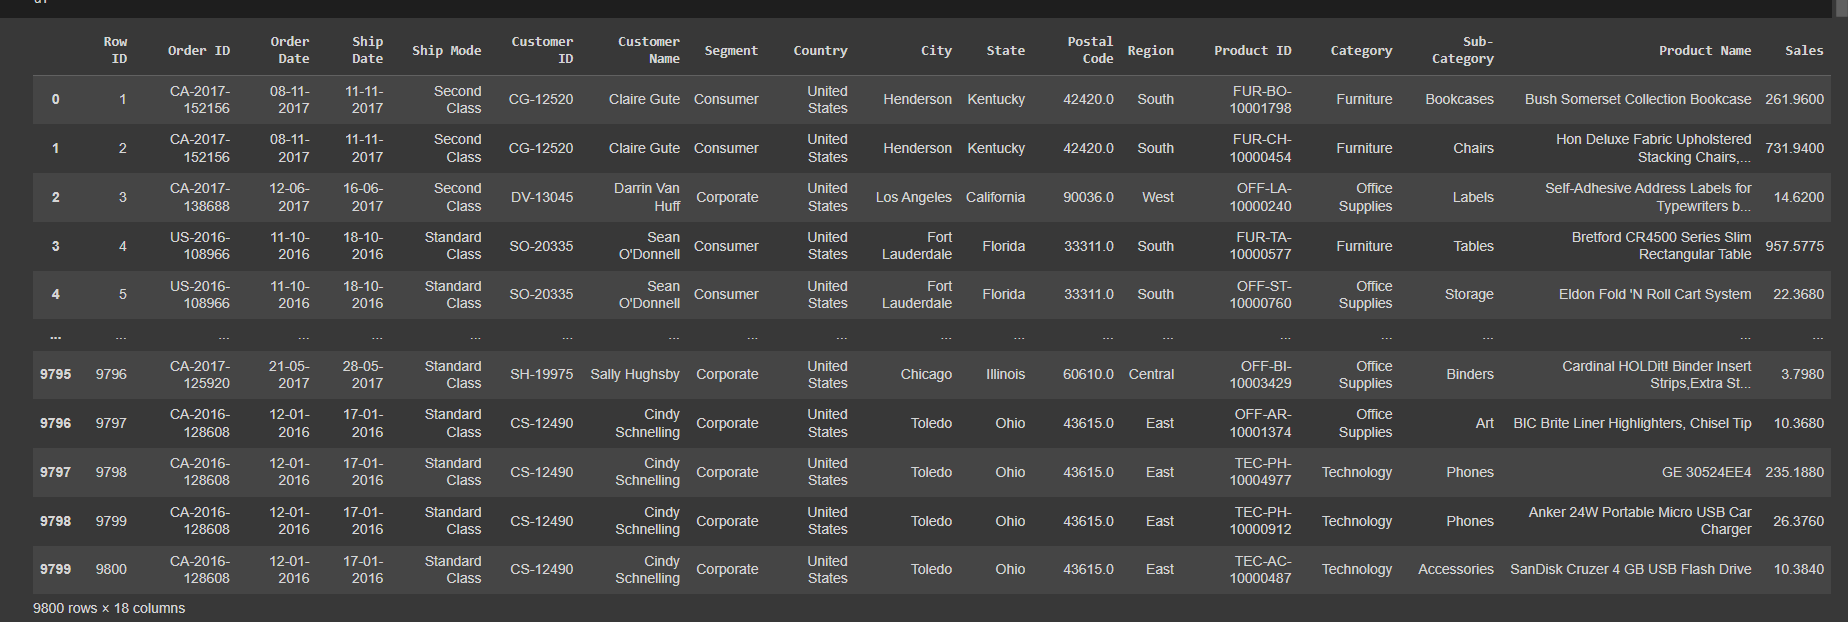 df
Row ID Order ID Order Date Ship Date Ship Mode Customer ID Customer Name Segment Country City State Postal Code Region Product ID Category Sub-Category Product Name Sales
0 1 CA-2017-152156 08-11-2017 11-11-2017 Second Class CG-12520 Claire Gute Consumer United States Henderson Kentucky 42420.0 South FUR-BO-10001798 Furniture Bookcases Bush Somerset Collection Bookcase 261.9600
1 2 CA-2017-152156 08-11-2017 11-11-2017 Second Class CG-12520 Claire Gute Consumer United States Henderson Kentucky 42420.0 South FUR-CH-10000454 Furniture Chairs Hon Deluxe Fabric Upholstered Stacking Chairs,... 731.9400
2 3 CA-2017-138688 12-06-2017 16-06-2017 Second Class DV-13045 Darrin Van Huff Corporate United States Los Angeles California 90036.0 West OFF-LA-10000240 Office Supplies Labels Self-Adhesive Address Labels for Typewriters b... 14.6200
3 4 US-2016-108966 11-10-2016 18-10-2016 Standard Class SO-20335 Sean O'Donnell Consumer United States Fort Lauderdale Florida 33311.0 South FUR-TA-10000577 Furniture Tables Bretford CR4500 Series Slim Rectangular Table 957.5775
4 5 US-2016-108966 11-10-2016 18-10-2016 Standard Class SO-20335 Sean O'Donnell Consumer United States Fort Lauderdale Florida 33311.0 South OFF-ST-10000760 Office Supplies Storage Eldon Fold 'N Roll Cart System 22.3680
... ... ... ... ... ... ... ... ... ... ... ... ... ... ... ... ... ... ...
9795 9796 CA-2017-125920 21-05-2017 28-05-2017 Standard Class SH-19975 Sally Hughsby Corporate United States Chicago Illinois 60610.0 Central OFF-BI-10003429 Office Supplies Binders Cardinal HOLDit! Binder Insert Strips,Extra St... 3.7980
9796 9797 CA-2016-128608 12-01-2016 17-01-2016 Standard Class CS-12490 Cindy Schnelling Corporate United States Toledo Ohio 43615.0 East OFF-AR-10001374 Office Supplies Art BIC Brite Liner Highlighters, Chisel Tip 10.3680
9797 9798 CA-2016-128608 12-01-2016 17-01-2016 Standard Class CS-12490 Cindy Schnelling Corporate United States Toledo Ohio 43615.0 East TEC-PH-10004977 Technology Phones GE 30524EE4 235.1880
9798 9799 CA-2016-128608 12-01-2016 17-01-2016 Standard Class CS-12490 Cindy Schnelling Corporate United States Toledo Ohio 43615.0 East TEC-PH-10000912 Technology Phones Anker 24W Portable Micro USB Car Charger 26.3760
9799 9800 CA-2016-128608 12-01-2016 17-01-2016 Standard Class CS-12490 Cindy Schnelling Corporate United States Toledo Ohio 43615.0 East TEC-AC-10000487 Technology Accessories SanDisk Cruzer 4 GB USB Flash Drive 10.3840
9800 rows × 18 columns